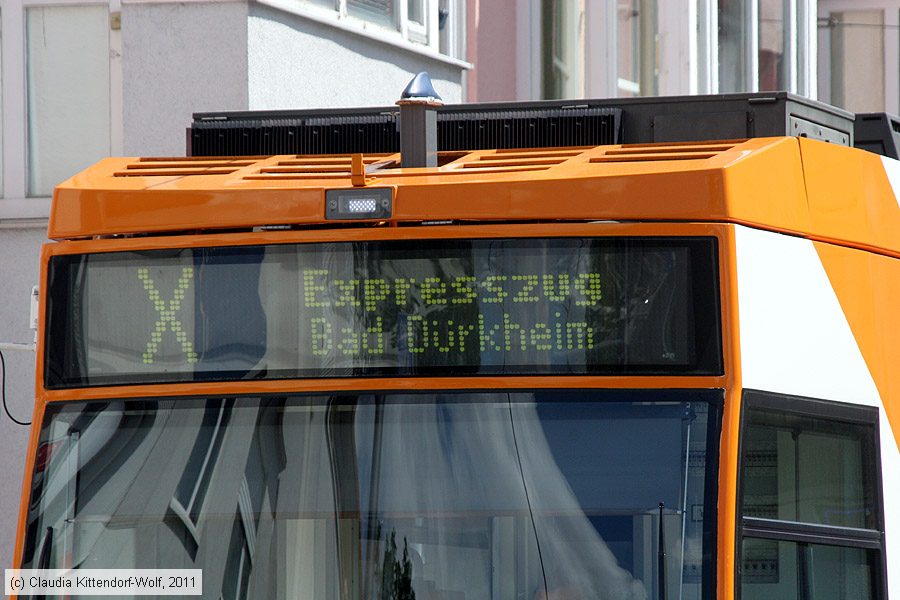 X Expresszug
Bad Dürkheim
(c) Claudia Kittendorf-Wolf, 2011